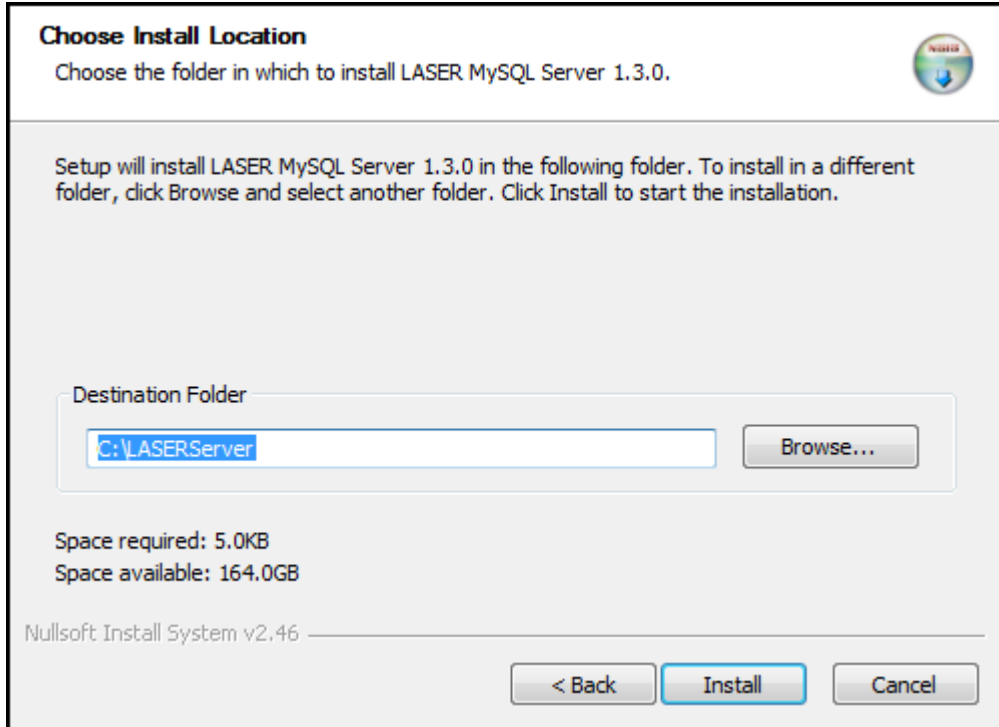 Choose Install Location
Choose the folder in which to install LASER MySQL Server 1.3.0.
Setup will install LASER MySQL Server 1.3.0 in the following folder. To install in a different
folder, click Browse and select another folder. Click Install to start the installation.
Destination Folder
C:\LASERServer
Browse...
Space required: 5.0KB
Space available: 164.0GB
Nullsoft Install System v2.46
< Back
Install
Cancel